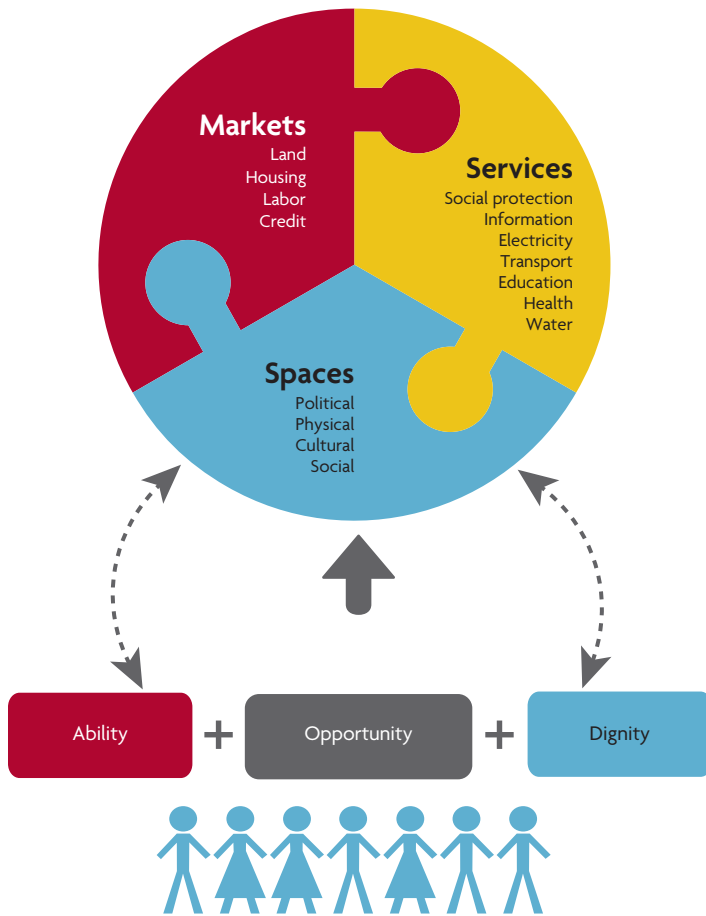 Markets
Land
Housing
Labor
Credit
Services
Social protection
Information
Electricity
Transport
Education
Health
Water
Spaces
Political
Physical
Cultural
Social
Ability
+
Opportunity
+
Dignity